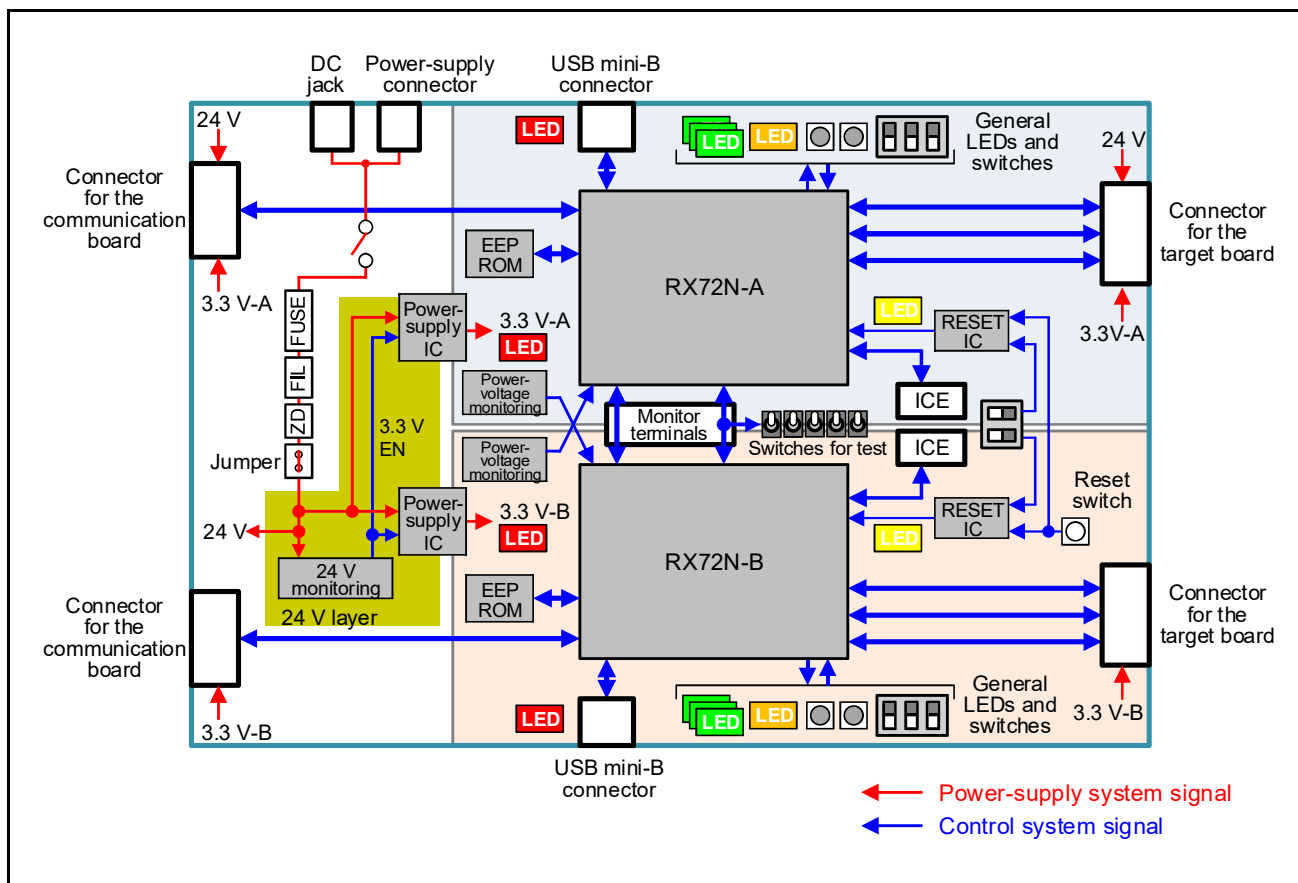 DC
jack
Power-supply
connector
USB mini-B
connector
24 V
LED
LED
LED
General
LEDs and
switches
24 V
Connector
for the
communication
board
Connector
for the
target board
RX72N-A
EEP
ROM
3.3 V-A
3.3V-A
FUSE
FIL
ZD
Jumper
Power-
supply
IC
3.3 V-A
LED
LED
RESET
IC
Power-
voltage
monitoring
ICE
3.3 V
EN
Monitor
terminals
Switches for test
Power-
voltage
monitoring
ICE
Power-
supply
IC
3.3 V-B
LED
LED
RESET
IC
Reset
switch
24 V
24 V
monitoring
24 V layer
RX72N-B
EEP
ROM
Connector
for the
communication
board
Connector
for the
target board
3.3 V-B
LED
LED
LED
General
LEDs and
switches
3.3 V-B
USB mini-B
connector
Power-supply system signal
Control system signal